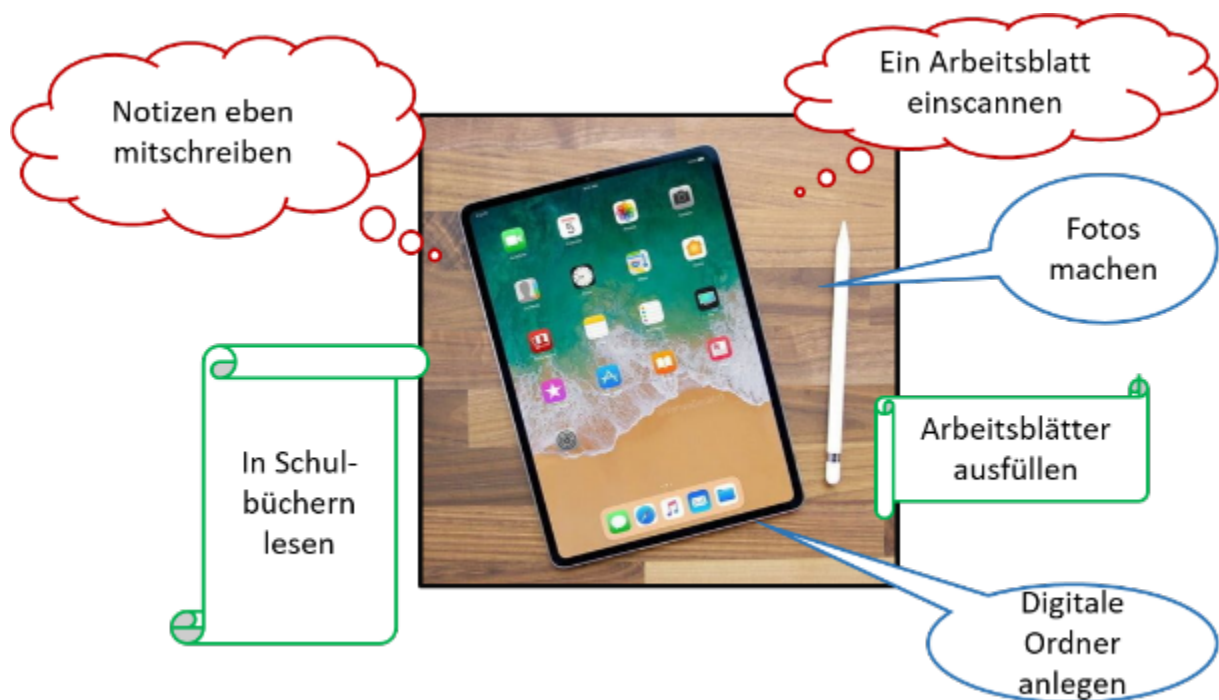 Notizen eben
mitschreiben
Ein Arbeitsblatt
einscannen
Fotos
machen
In Schul-
büchern
lesen
Arbeitsblätter
ausfüllen
Digitale
Ordner
anlegen